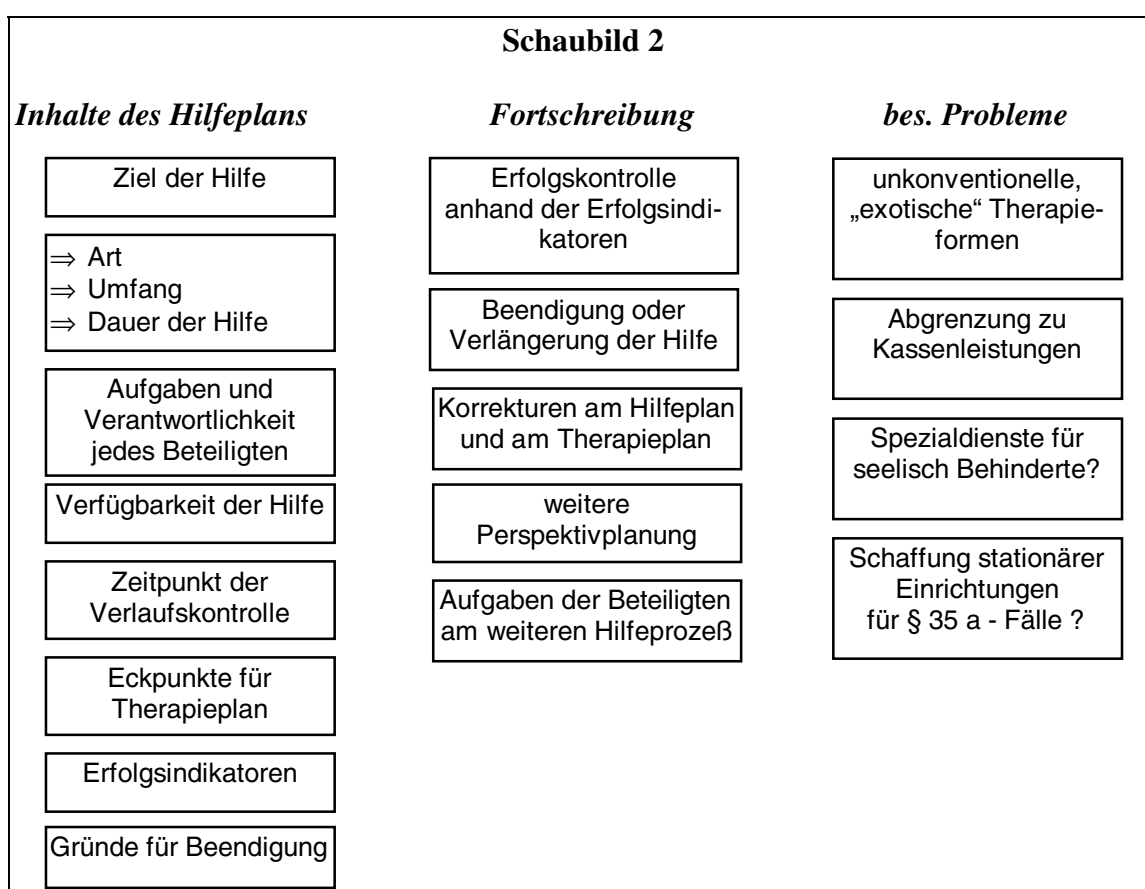 Schaubild 2
Inhalte des Hilfeplans
Ziel der Hilfe
⇒ Art
⇒ Umfang
⇒ Dauer der Hilfe
Aufgaben und
Verantwortlichkeit
jedes Beteiligten
Verfügbarkeit der Hilfe
Zeitpunkt der
Verlaufskontrolle
Eckpunkte für
Therapieplan
Erfolgsindikatoren
Gründe für Beendigung
Fortschreibung
Erfolgskontrolle
anhand der Erfolgsindi-
katoren
Beendigung oder
Verlängerung der Hilfe
Korrekturen am Hilfeplan
und am Therapieplan
weitere
Perspektivplanung
Aufgaben der Beteiligten
am weiteren Hilfeprozeß
bes. Probleme
unkonventionelle,
„exotische“ Therapie-
formen
Abgrenzung zu
Kassenleistungen
Spezialdienste für
seelisch Behinderte?
Schaffung stationärer
Einrichtungen
für § 35 a - Fälle ?